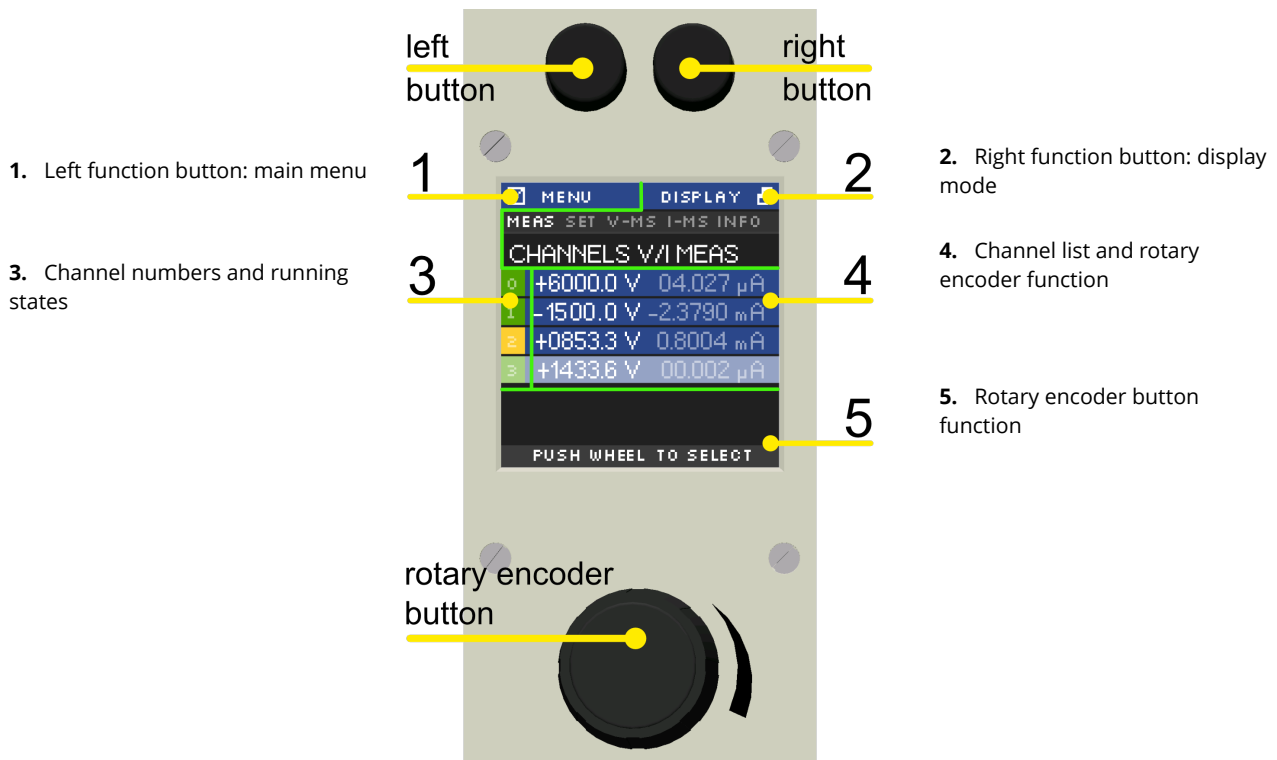 left
button
right
button
1. Left function button: main menu
1
2
2. Right function button: display
mode
MENU DISPLAY
MEAS SET V-MS I-MS INFO
CHANNELS V/I MEAS
3. Channel numbers and running
states
3
4
4. Channel list and rotary
encoder function
0 +6000.0 V 04.027 µA
1 -1500.0 V -2.3790 mA
2 +0853.3 V 0.8004 mA
3 +1433.6 V 00.002 µA
5
5. Rotary encoder button
function
PUSH WHEEL TO SELECT
rotary encoder
button